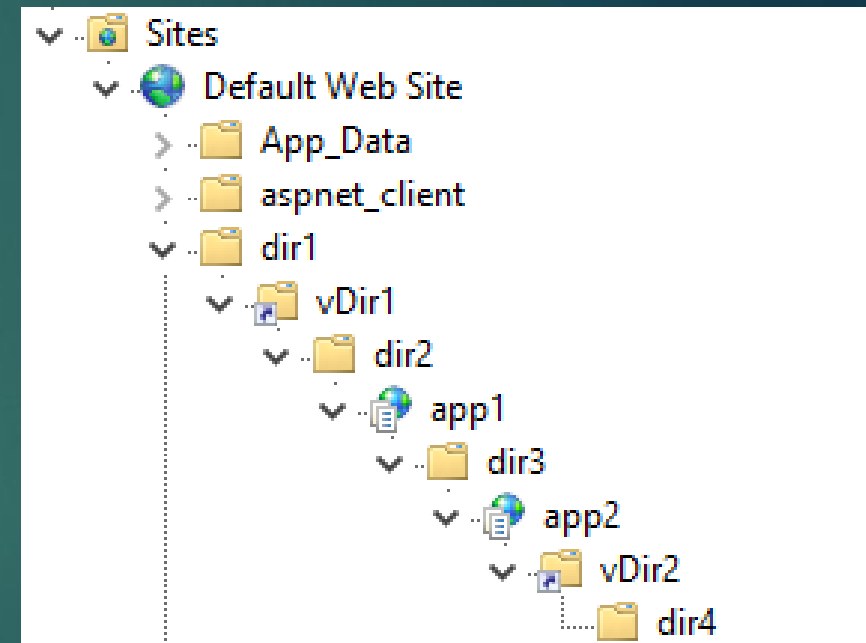 Sites
Default Web Site
App_Data
aspnet_client
dir1
vDir1
dir2
app1
dir3
app2
vDir2
dir4